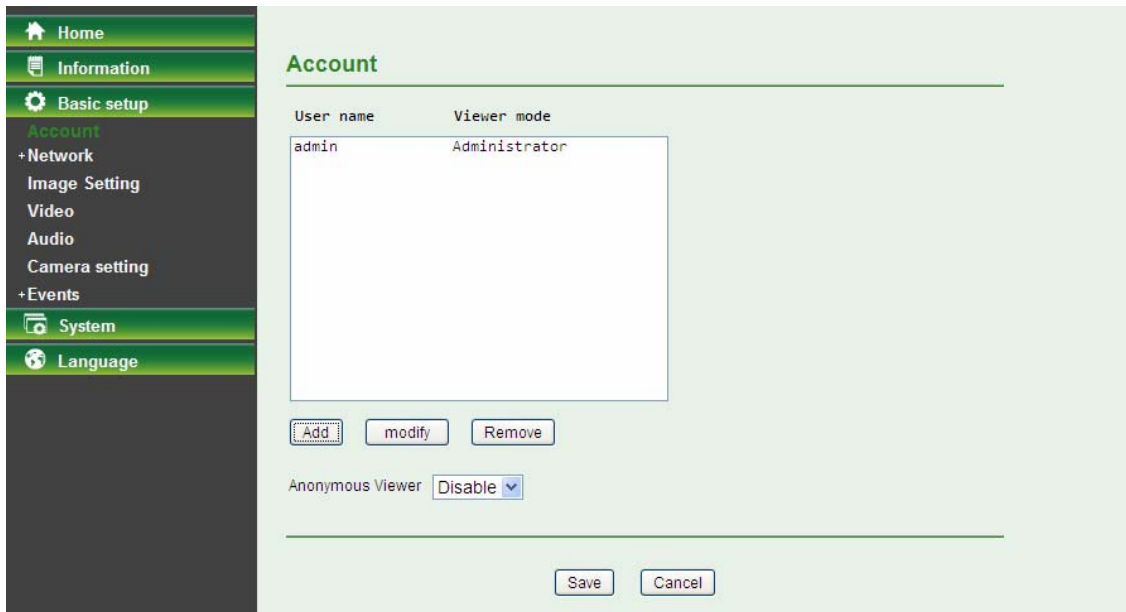 Home
Information
Basic setup
Account
+Network
Image Setting
Video
Audio
Camera setting
+Events
System
Language
Account
User name Viewer mode
admin Administrator
Add modify Remove
Anonymous Viewer Disable
Save Cancel